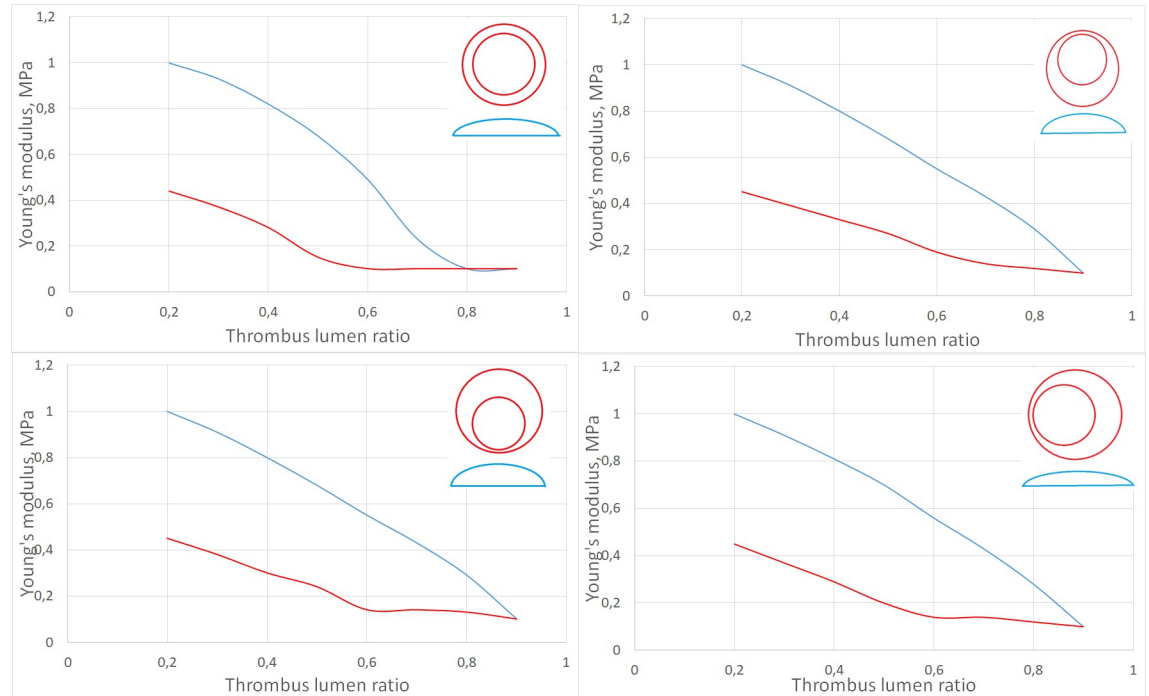 1,2
1
0,8
0,6
0,4
0,2
0
Young's modulus, MPa
0 0,2 0,4 0,6 0,8 1
Thrombus lumen ratio
1,2
1
0,8
0,6
0,4
0,2
0
Young's modulus, MPa
0 0,2 0,4 0,6 0,8 1
Thrombus lumen ratio
1,2
1
0,8
0,6
0,4
0,2
0
Young's modulus, MPa
0 0,2 0,4 0,6 0,8 1
Thrombus lumen ratio
1,2
1
0,8
0,6
0,4
0,2
0
Young's modulus, MPa
0 0,2 0,4 0,6 0,8 1
Thrombus lumen ratio